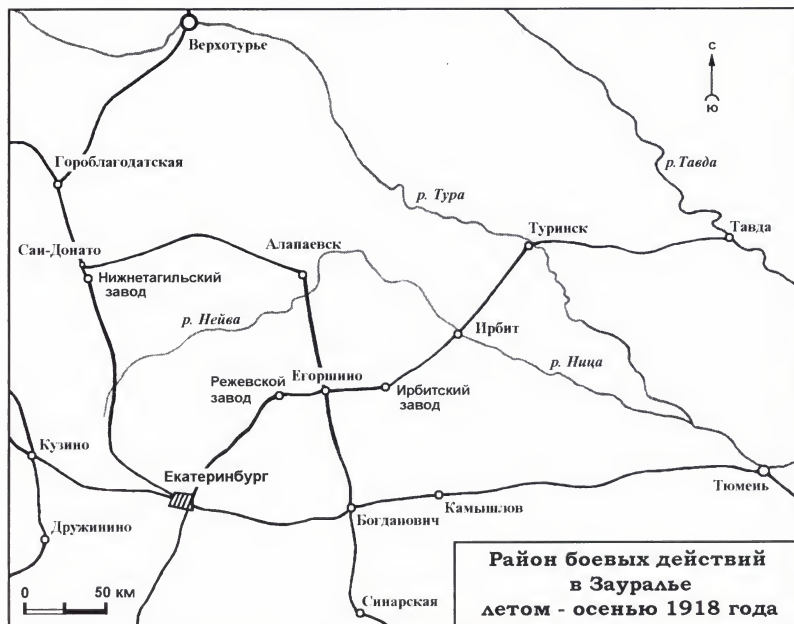 Верхотурье
С
Ю
Гороблагодатская
р. Тавда
р. Тура
Сан-Донато
Алапаевск
Туринск
Тавда
Нижнетагильский
завод
р. Нейва
Ирбит
р. Ница
Режевской
завод
Егоршино
Ирбитский
завод
Кузино
Екатеринбург
Тюмень
Богданович
Камышлов
Дружинино
Синарская
0 50 км
Район боевых действий
в Зауралье
летом - осенью 1918 года